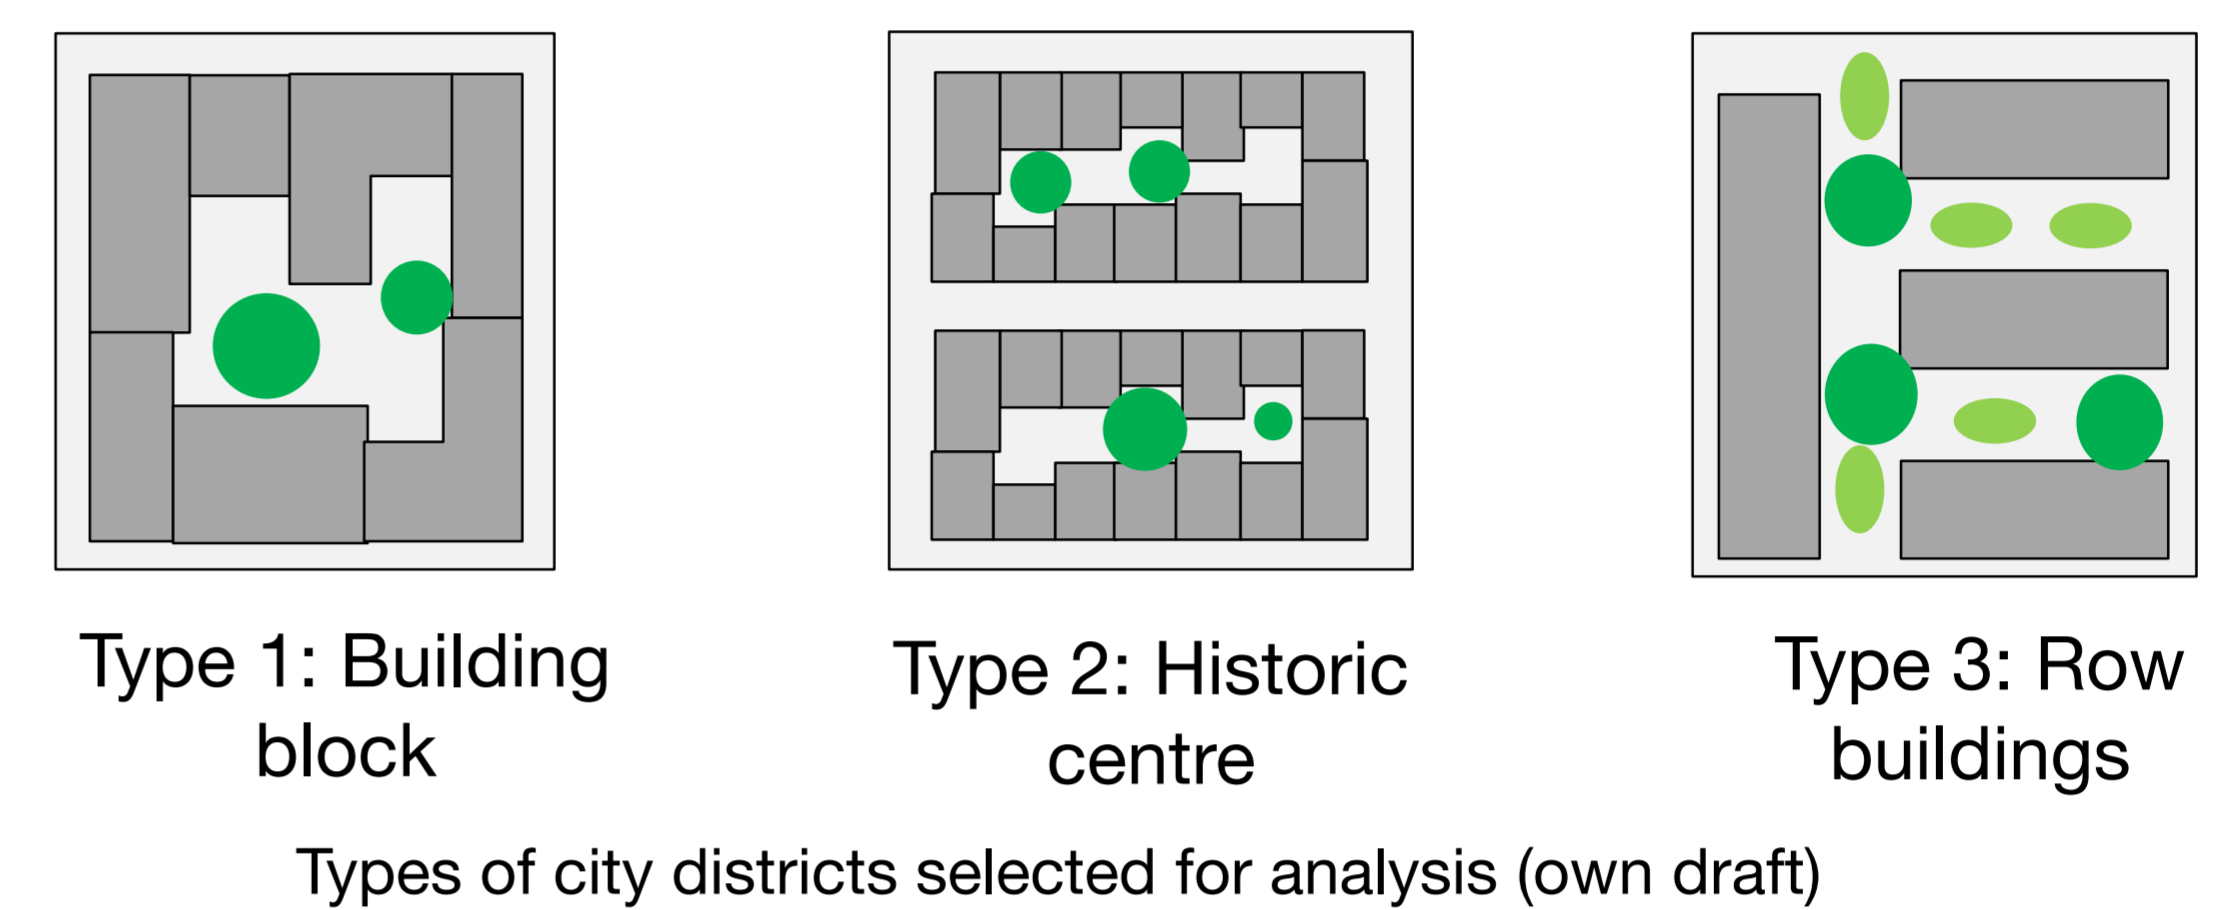 Type 1: Building
block
Type 2: Historic
centre
Type 3: Row
buildings
Types of city districts selected for analysis (own draft)